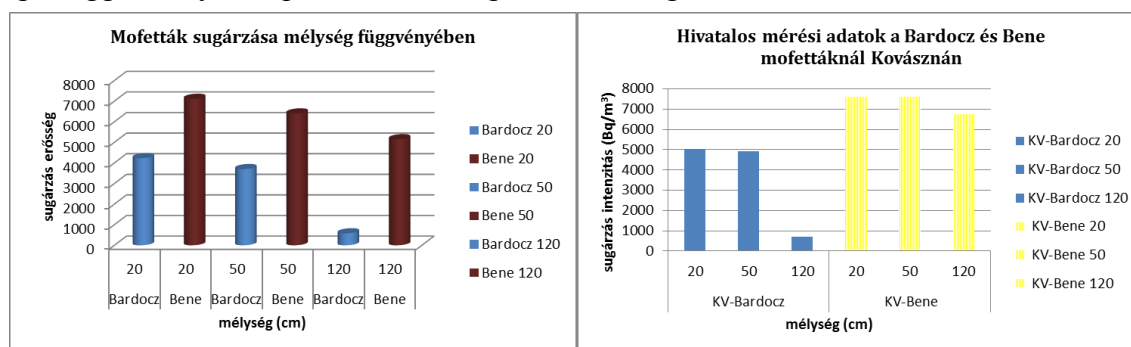 Mofetták sugárzása mélység függvényében
sugárzás erősség
8000
7000
6000
5000
4000
3000
2000
1000
0
20 20 50 50 120 120
Bardocz Bene Bardocz Bene Bardocz Bene
mélység (cm)
Bardocz 20
Bene 20
Bardocz 50
Bene 50
Bardocz 120
Bene 120
Hivatalos mérési adatok a Bardocz és Bene
mofettáknál Kovásznán
sugárzás intenzitás (Bq/m³)
8000
7000
6000
5000
4000
3000
2000
1000
0
20 50 120 20 50 120
KV-Bardocz KV-Bene
mélység (cm)
KV-Bardocz 20
KV-Bardocz 50
KV-Bardocz 120
KV-Bene 20
KV-Bene 50
KV-Bene 120